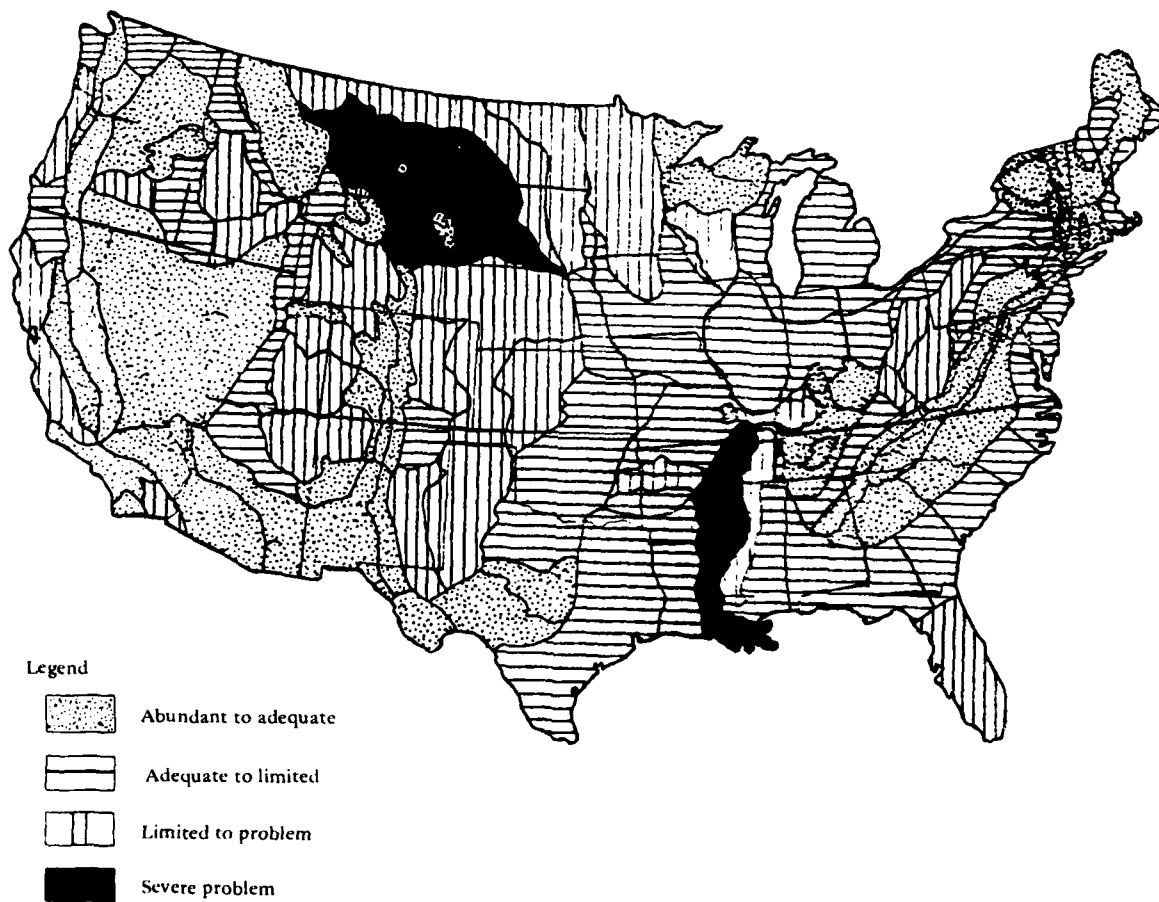 Legend
Abundant to adequate
Adequate to limited
Limited to problem
Severe problem